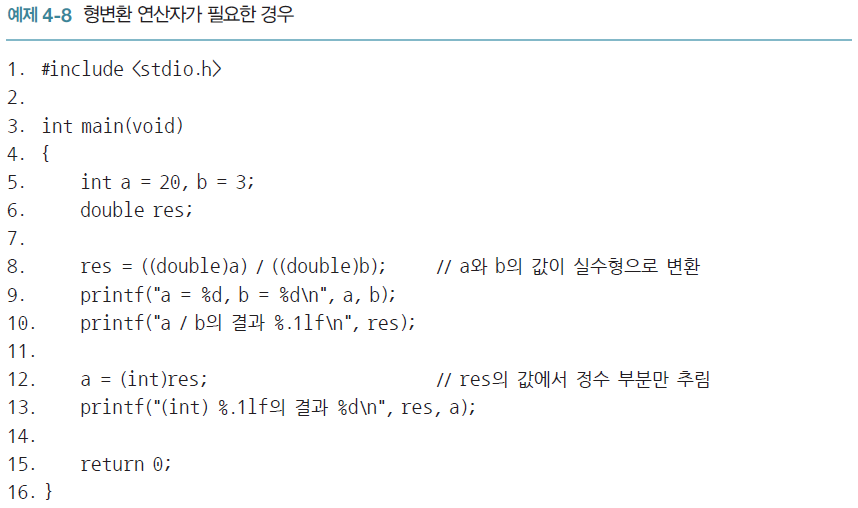 예제 4-8 형변환 연산자가 필요한 경우
1. #include <stdio.h>
2.
3. int main(void)
4. {
5. int a = 20, b = 3;
6. double res;
7.
8. res = ((double)a) / ((double)b); // a와 b의 값이 실수형으로 변환
9. printf("a = %d, b = %d\n", a, b);
10. printf("a / b의 결과 %.1lf\n", res);
11.
12. a = (int)res; // res의 값에서 정수 부분만 추림
13. printf("(int) %.1lf의 결과 %d\n", res, a);
14.
15. return 0;
16. }